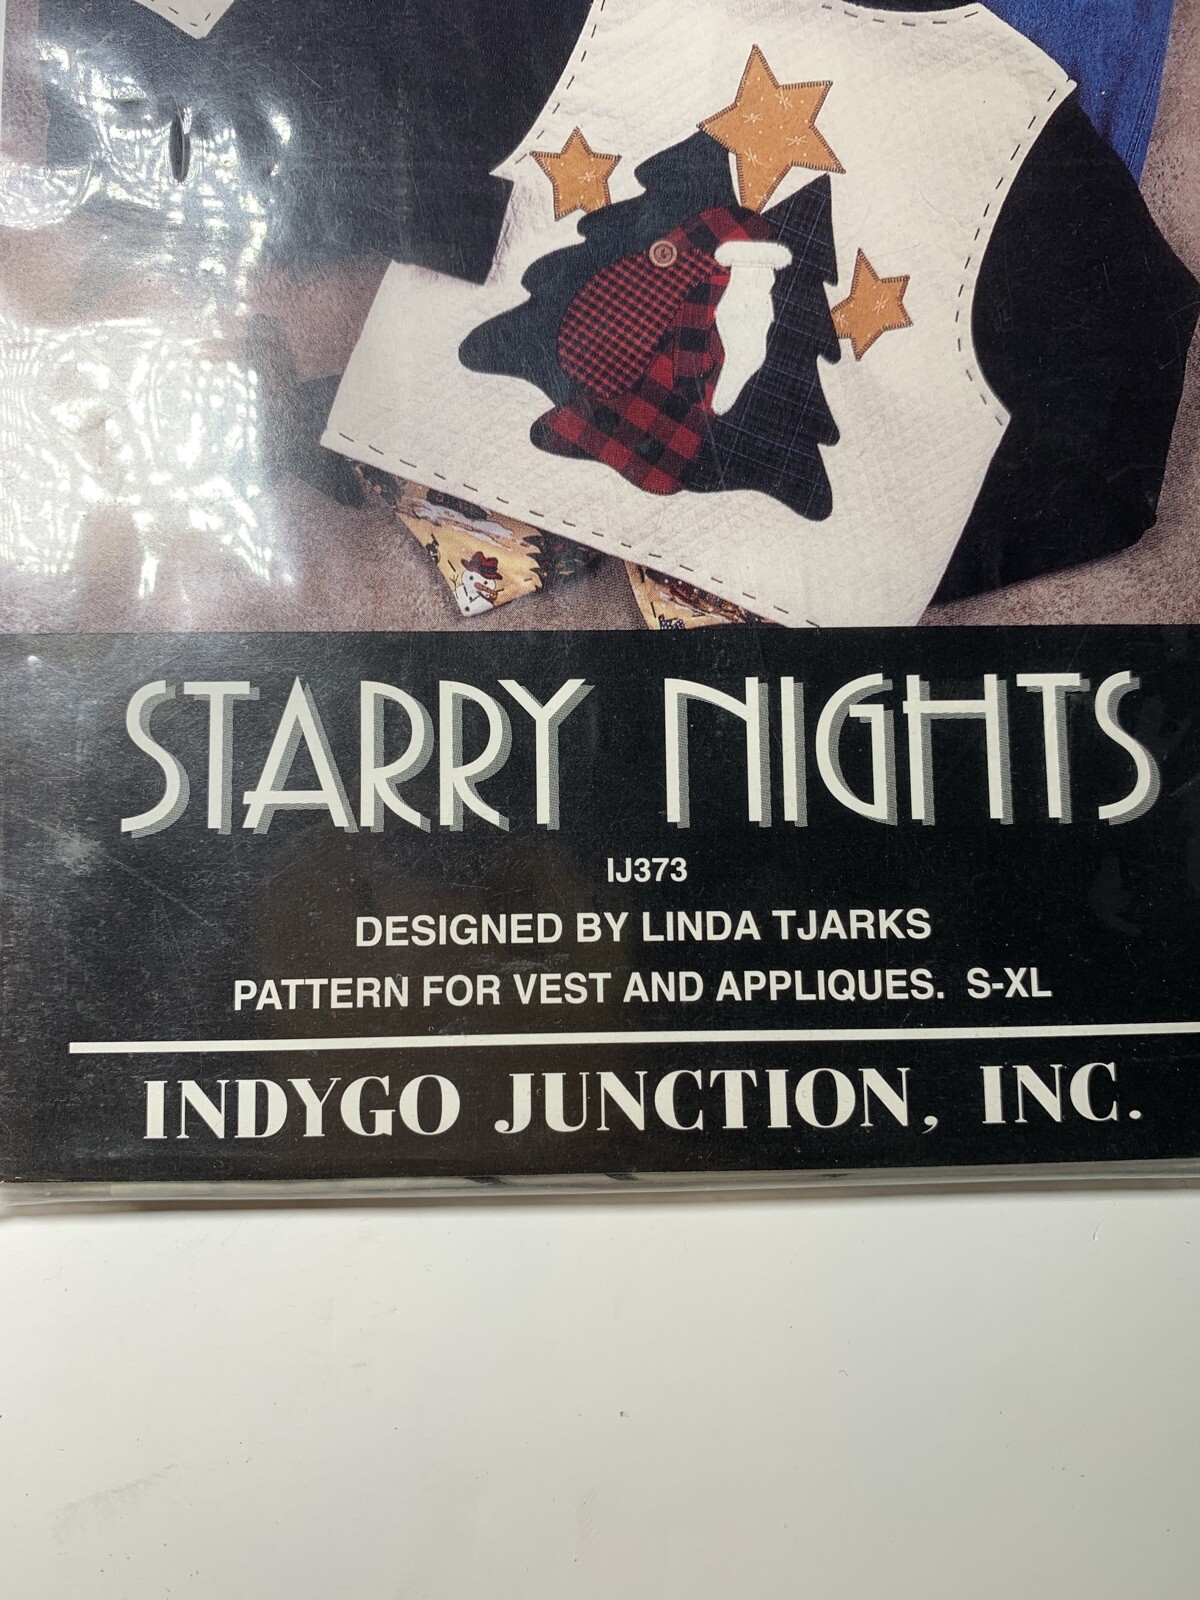 STARRY NIGHTS
IJ373
DESIGNED BY LINDA TJARKS
PATTERN FOR VEST AND APPLIQUES. S-XL
INDYGO JUNCTION, INC.